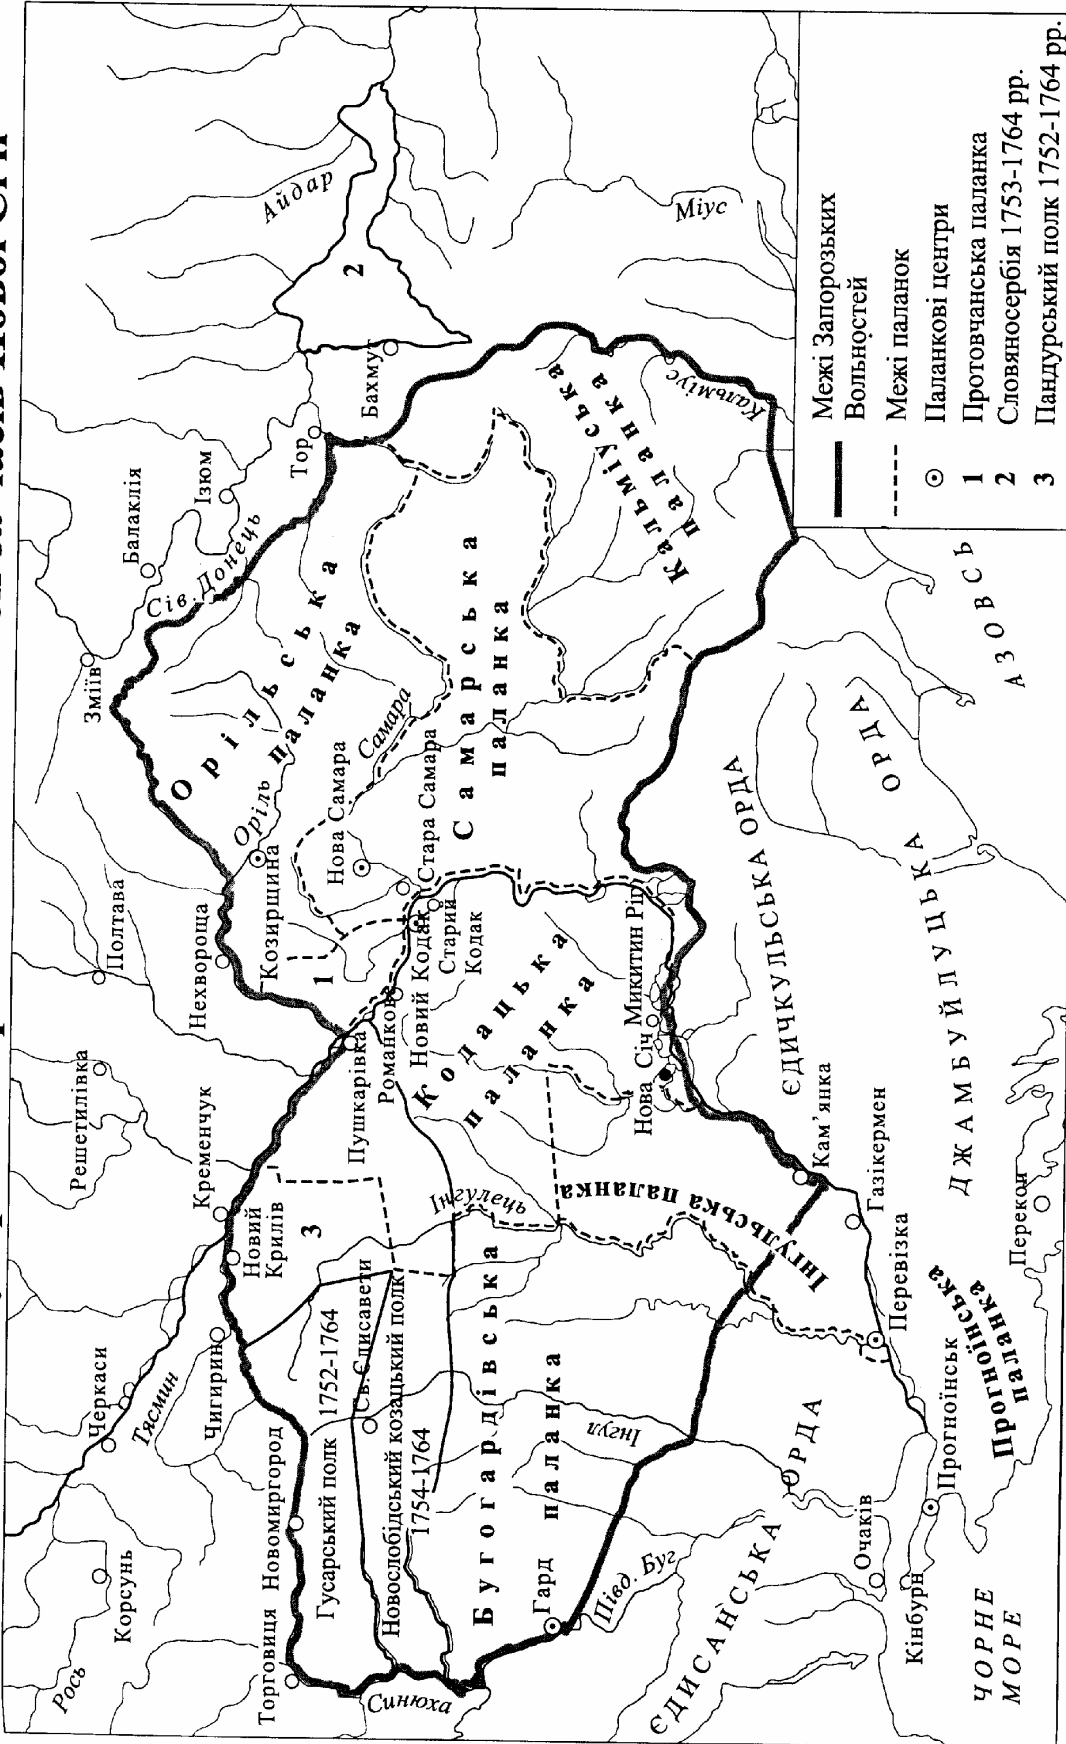 Рось
Корсунь
Черкаси
Тясмин
Чигирин
Решетилівка
Кременчук
Полтава
Нехвороща
Зміїв
Балаклія
Ізюм
Сів. Донець
Тор
Бахмут
Айдар
2
Міус
Торговиця
Новомиргород
Новий
Крилів
3
Гусарський полк 1752-1764
Св. Єлисавети
Новослобідський козацький полк
1754-1764
Синюха
Пушкарівка
Романкове
Козирщина
1
Оріль
Орільська
паланка
Нова Самара
Самара
Стара Самара
Новий Кодак
Старий
Кодак
Самарська
паланка
Кодацька
паланка
Інгулець
Бугогардівська
паланка
Інгул
Гард
Півд. Буг
Інгульська паланка
Нова Січ
Микитин Ріг
Кальміуська
паланка
Кальміус
Кам'янка
Газікермен
Перевізка
Прогноїнськ
Прогноїнська
паланка
Перекоп
Очаків
Кінбурн
ЄДИСАНСЬКА ОРДА
ЄДИЧКУЛЬСЬКА ОРДА
ДЖАМБУЙЛУЦЬКА ОРДА
ЧОРНЕ
МОРЕ
АЗОВСЬ
Межі Запорозьких
Вольностей
Межі паланок
Паланкові центри
1 Протовчанська паланка
2 Словяносербія 1753-1764 рр.
3 Пандурський полк 1752-1764 рр.